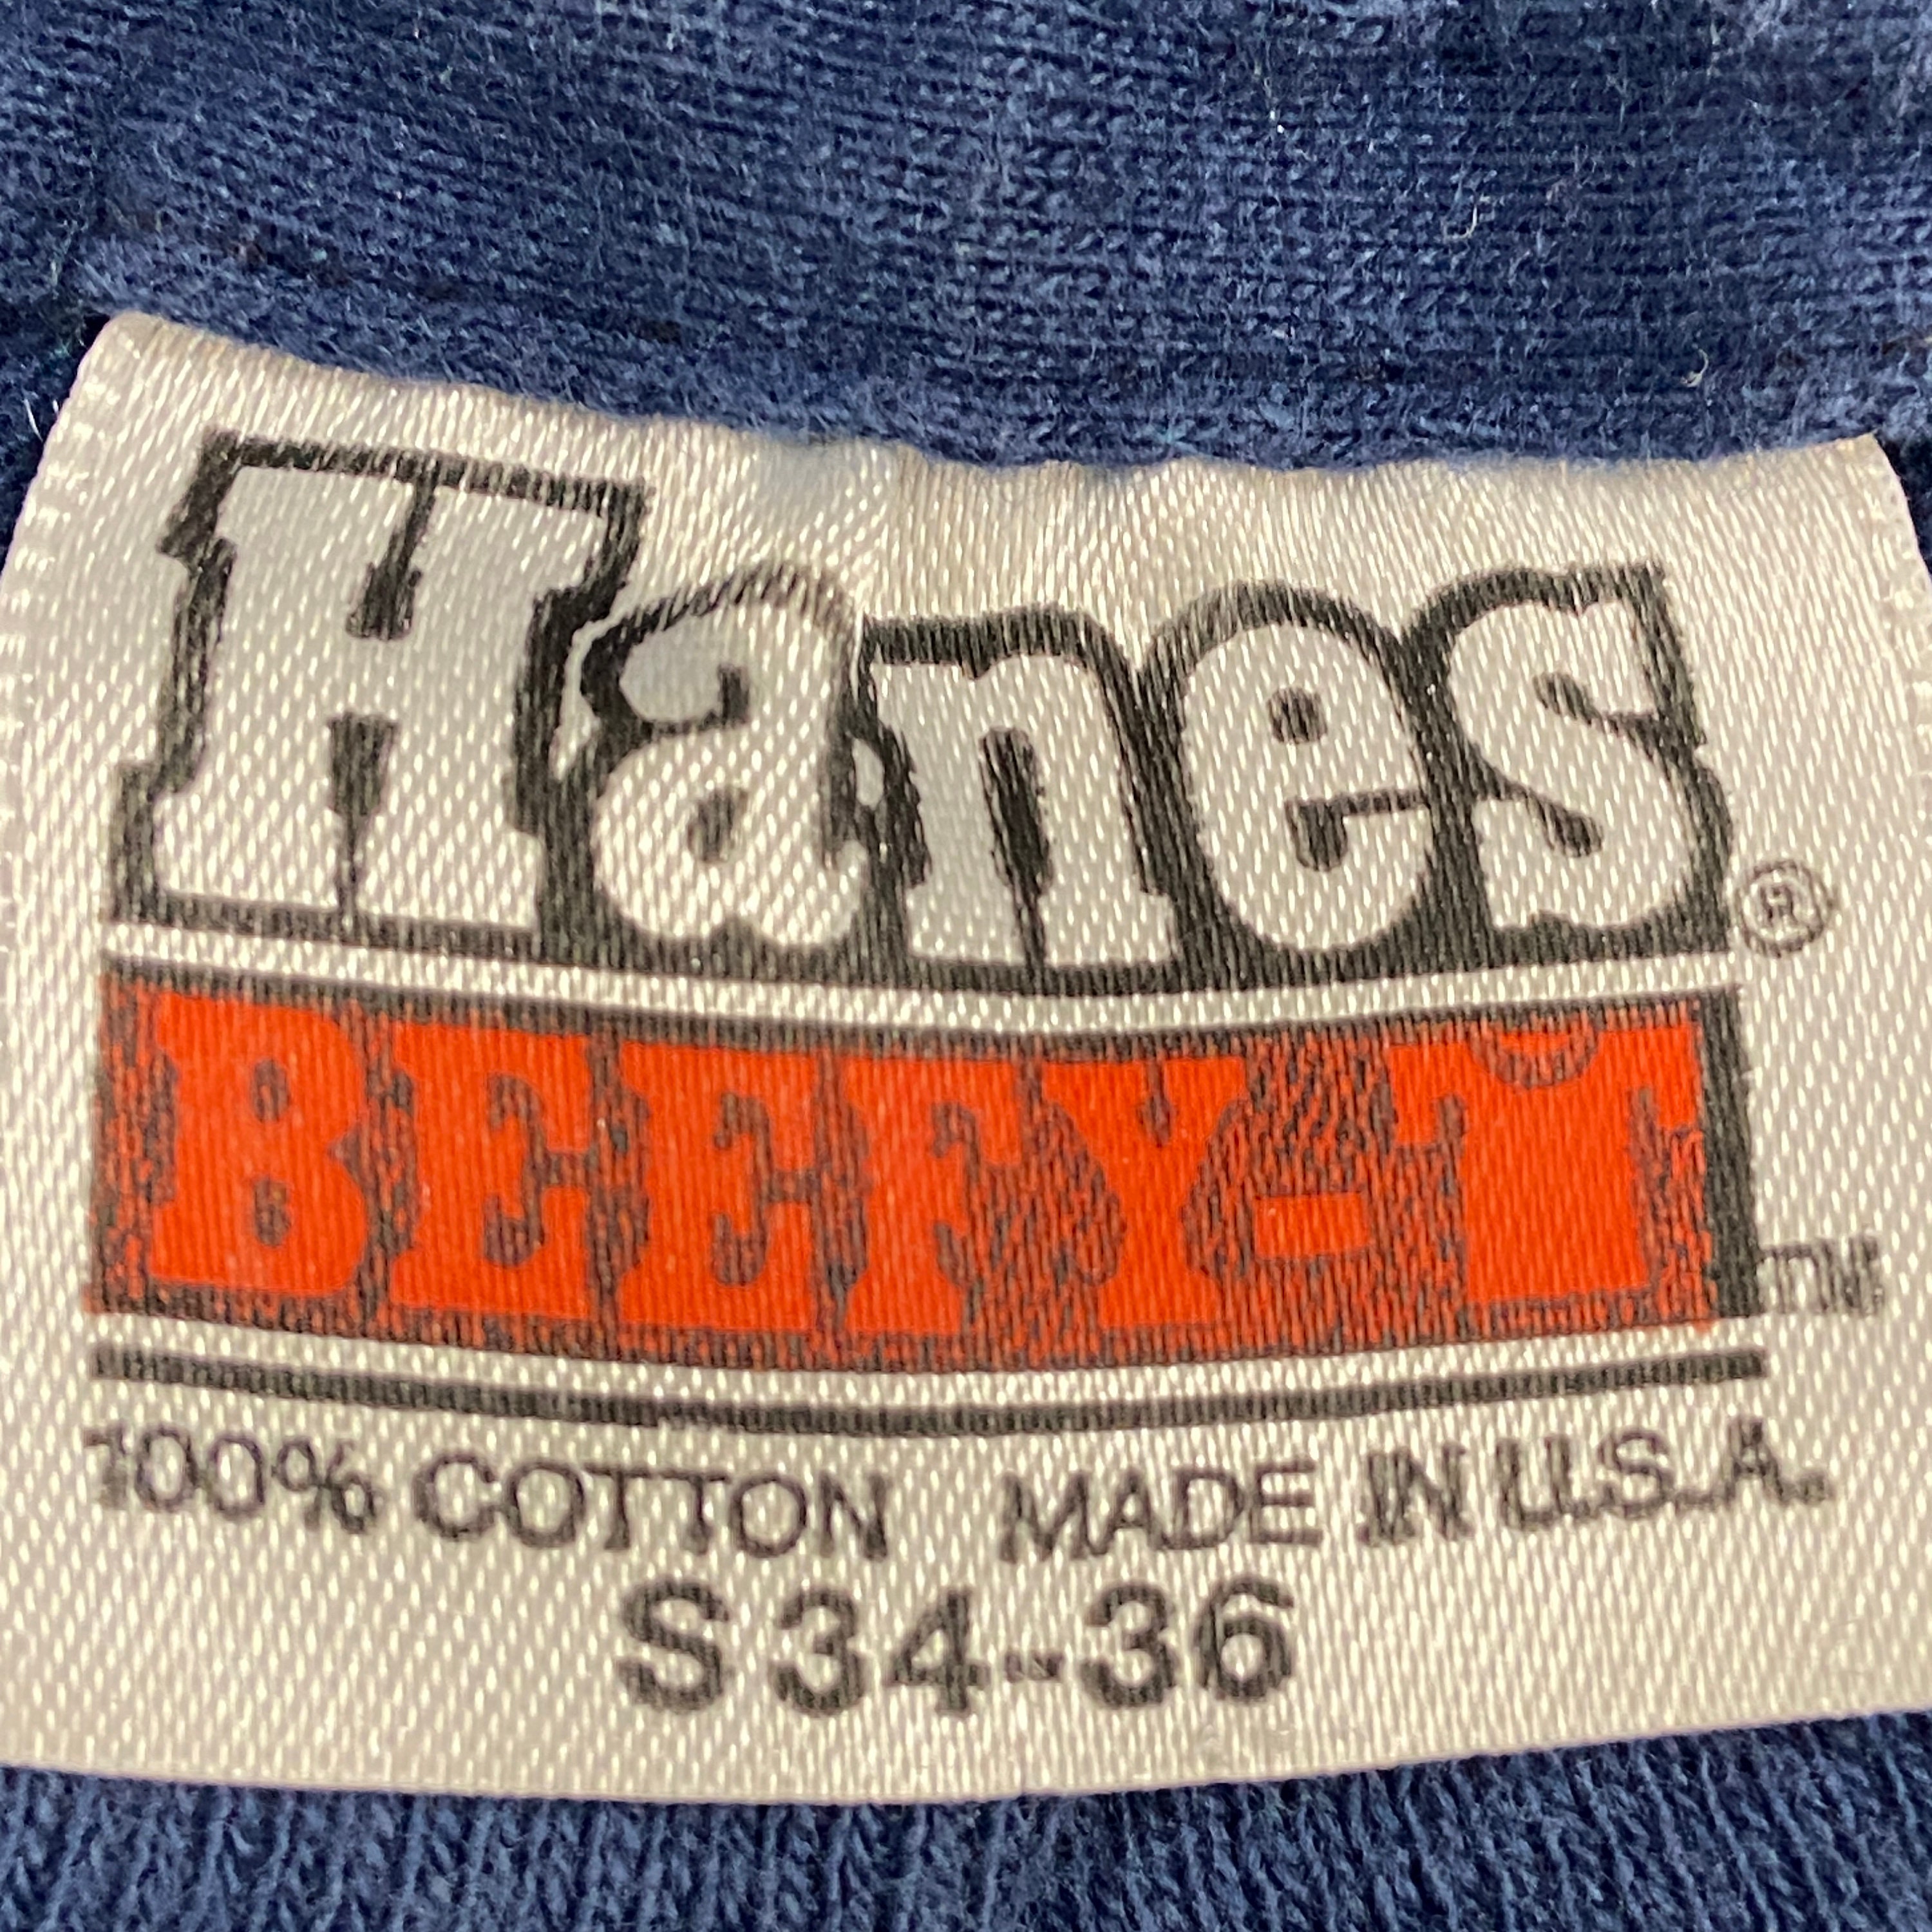 Hanes®
BEEFY-T™
100% COTTON MADE IN U.S.A.
S 34-36